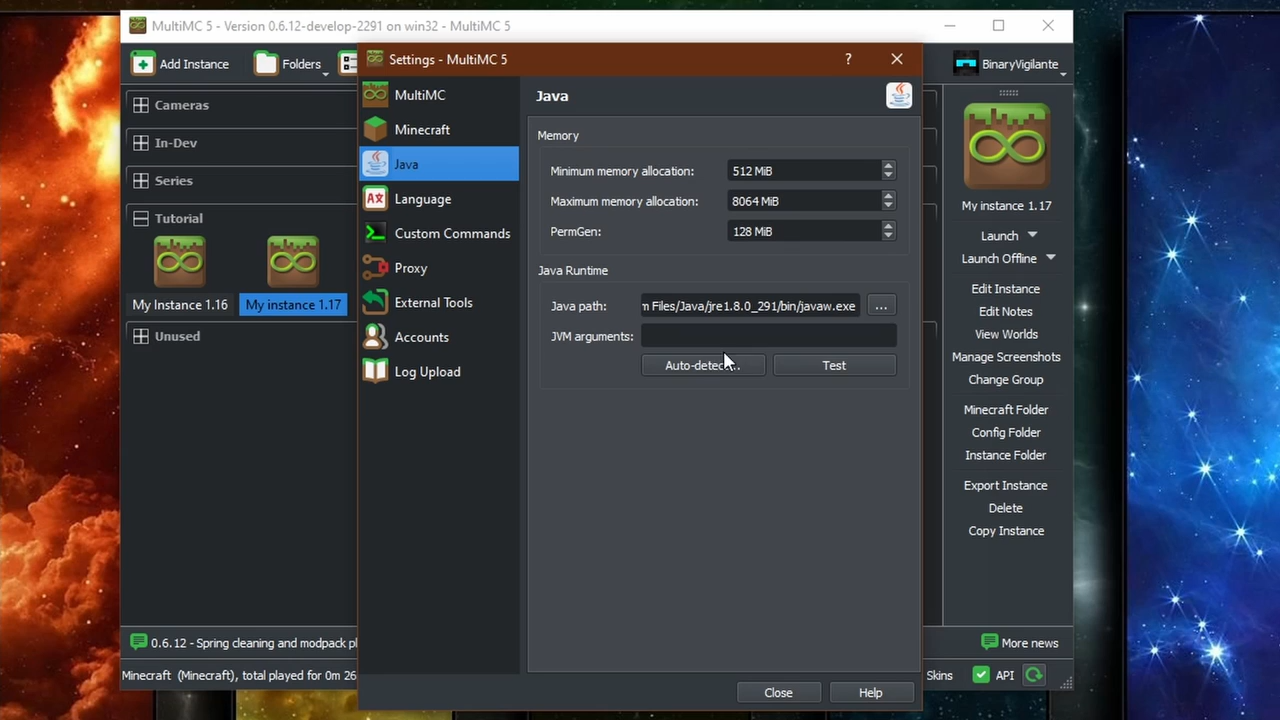 MultiMC 5 - Version 0.6.12-develop-2291 on win32 - MultiMC 5
Settings - MultiMC 5
?
Add Instance
Folders
BinaryVigilante
Cameras
In-Dev
Series
Tutorial
My Instance 1.16
My instance 1.17
Unused
MultiMC
Minecraft
Java
Language
Custom Commands
Proxy
External Tools
Accounts
Log Upload
Java
Memory
Minimum memory allocation: 512 MiB
Maximum memory allocation: 8064 MiB
PermGen: 128 MiB
Java Runtime
Java path: m Files/Java/jre1.8.0_291/bin/javaw.exe ...
JVM arguments:
Auto-detect... Test
Close Help
My instance 1.17
Launch
Launch Offline
Edit Instance
Edit Notes
View Worlds
Manage Screenshots
Change Group
Minecraft Folder
Config Folder
Instance Folder
Export Instance
Delete
Copy Instance
0.6.12 - Spring cleaning and modpack pl
More news
Minecraft (Minecraft), total played for 0m 26
Skins API